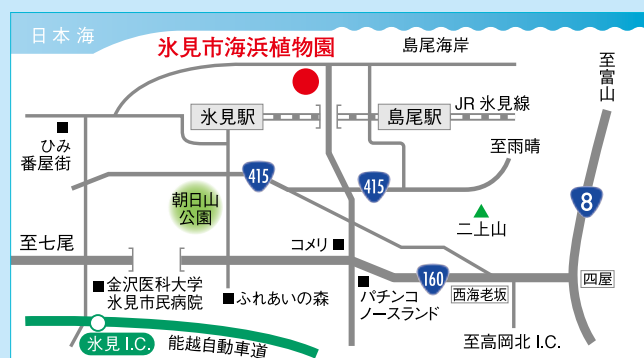 日本海
氷見市海浜植物園
島尾海岸
至富山
氷見駅
島尾駅
JR 氷見線
ひみ
番屋街
至雨晴
415
415
8
朝日山
公園
二上山
至七尾
コメリ
160
四屋
金沢医科大学
氷見市民病院
ふれあいの森
パチンコ
ノースランド
西海老坂
氷見 I.C.
能越自動車道
至高岡北 I.C.